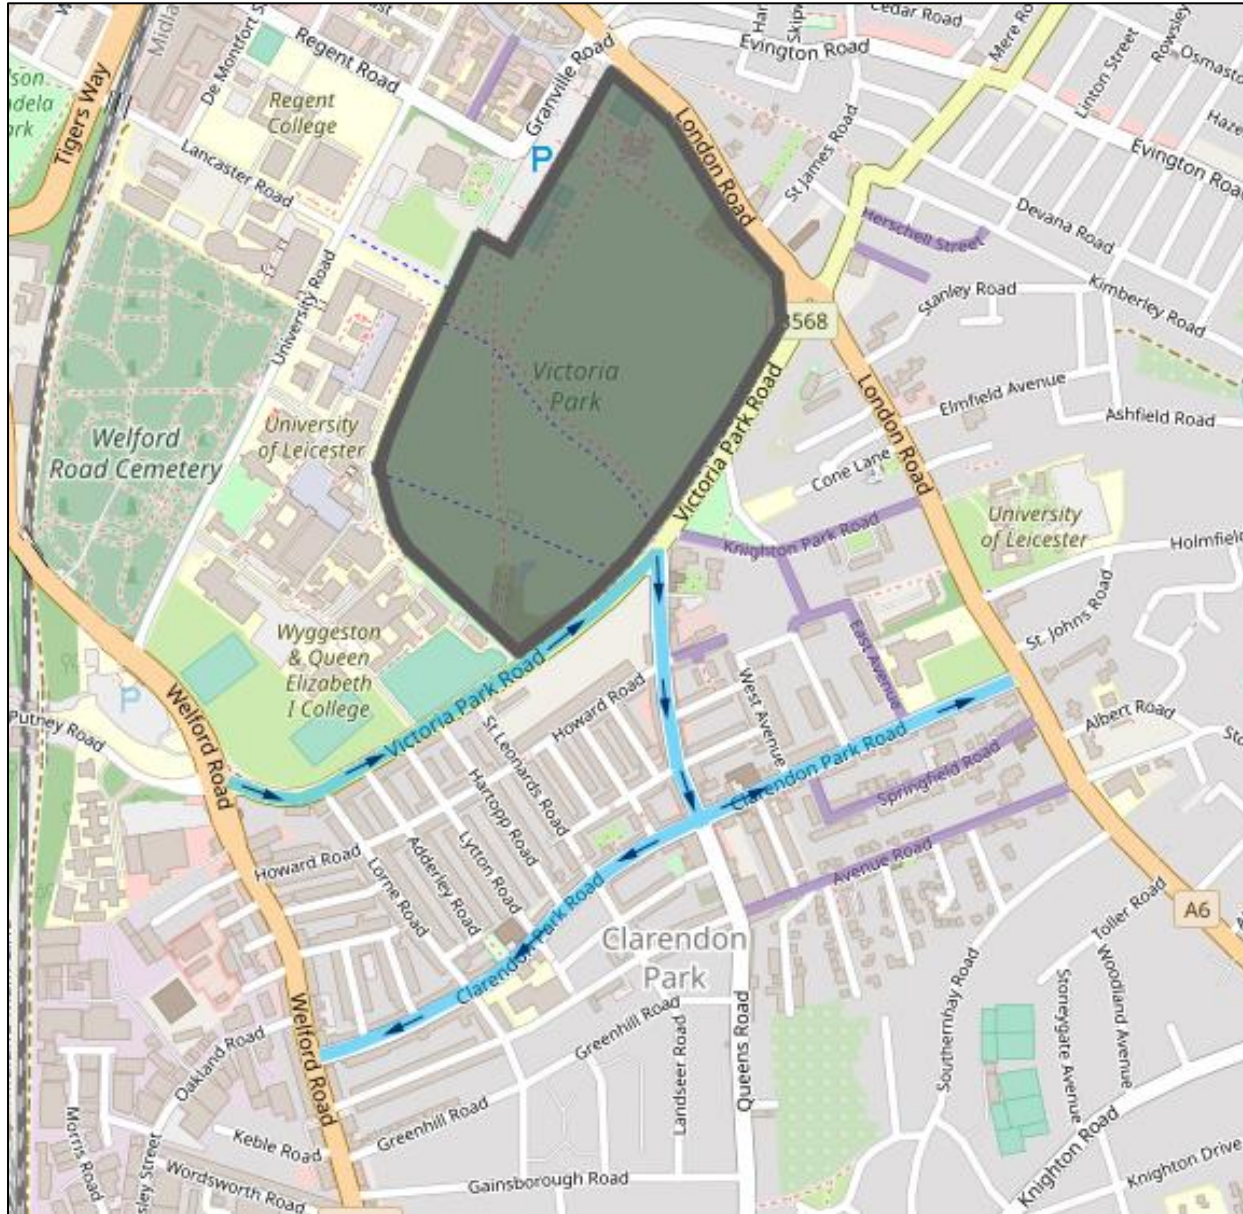 Cedar Road
Rowsley
Mere Ro
Evington Road
Osmasto
Linton Street
Haze
De Montfort S
Regent Road
Granville Road
Tigers Way
Regent
College
P
London Road
St James Road
Evington Road
Lancaster Road
Devana Road
Herschell Street
Kimberley Road
Stanley Road
University Road
3568
Victoria
Park
Victoria Park Road
London Road
Elmfield Avenue
Ashfield Road
Welford
Road Cemetery
University
of Leicester
Cone Lane
Knighton Park Road
University
of Leicester
Holmfield
St. Johns Road
Wyggeston
& Queen
Elizabeth
I College
East Avenue
West Avenue
P
Putney Road
Welford Road
Victoria Park Road
Howard Road
St. Leonards Road
Albert Road
Clarendon Park Road
Springfield Road
Hartopp Road
Lytton Road
Adderley Road
Lorne Road
Howard Road
Avenue Road
Clarendon Park Road
Clarendon
Park
A6
Toller Road
Clarendon Park Road
Welford Road
Greenhill Road
Landseer Road
Queens Road
Southernhay Road
Stoneygate Avenue
Woodland Avenue
Oakland Road
Morris Road
Keble Road
Greenhill Road
Wordsworth Road
Gainsborough Road
Knighton Road
Knighton Drive